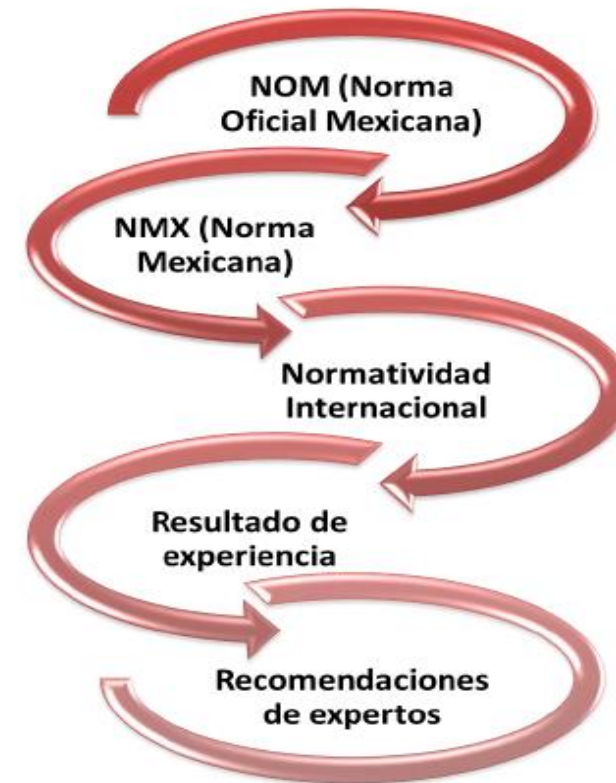 NOM (Norma
Oficial Mexicana)
NMX (Norma
Mexicana)
Normatividad
Internacional
Resultado de
experiencia
Recomendaciones
de expertos